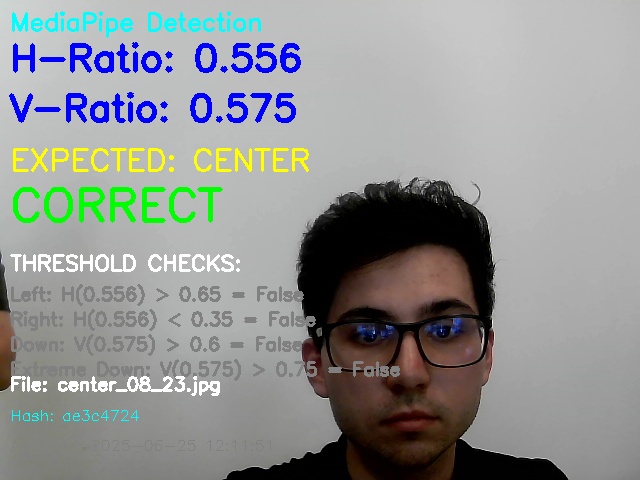 MediaPipe Detection
H-Ratio: 0.556
V-Ratio: 0.575
EXPECTED: CENTER
CORRECT
THRESHOLD CHECKS:
Left: H(0.556) > 0.65 = False
Right: H(0.556) < 0.35 = False
Down: V(0.575) > 0.6 = False
Extreme Down: V(0.575) > 0.75 = False
File: center_08_23.jpg
Hash: ae3c4724
2025-08-25 12:11:51